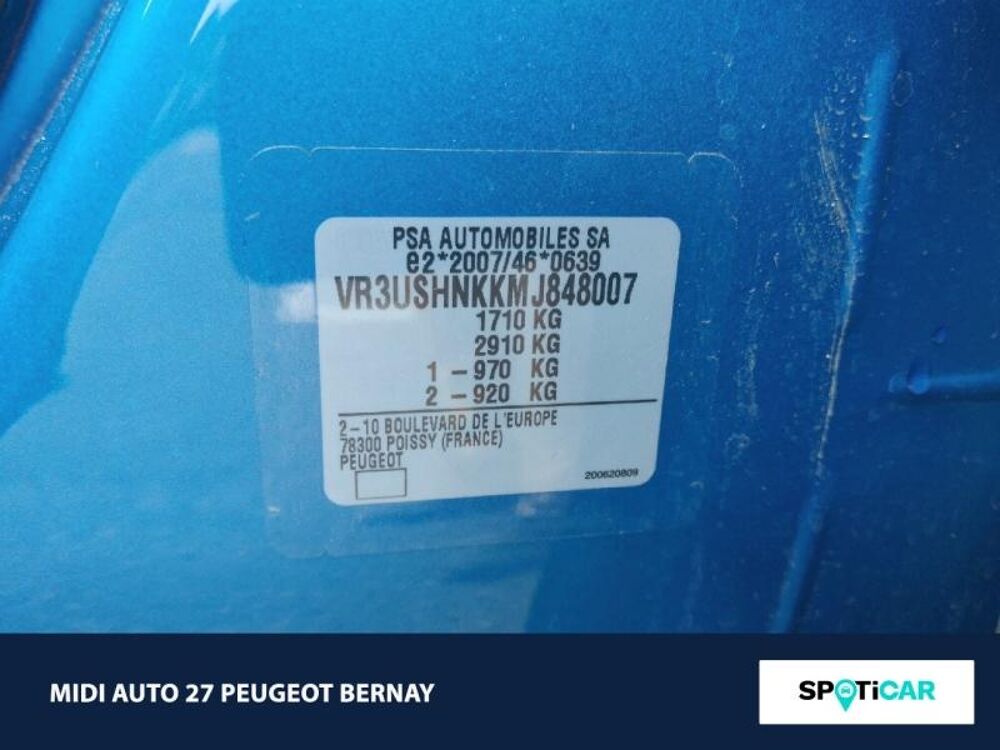 PSA AUTOMOBILES SA
e2*2007/46*0639
VR3USHNKKMJ848007
1710 KG
2910 KG
1 - 970 KG
2 - 920 KG
2-10 BOULEVARD DE L'EUROPE
78300 POISSY (FRANCE)
PEUGEOT
200620809
MIDI AUTO 27 PEUGEOT BERNAY
SPOTiCAR